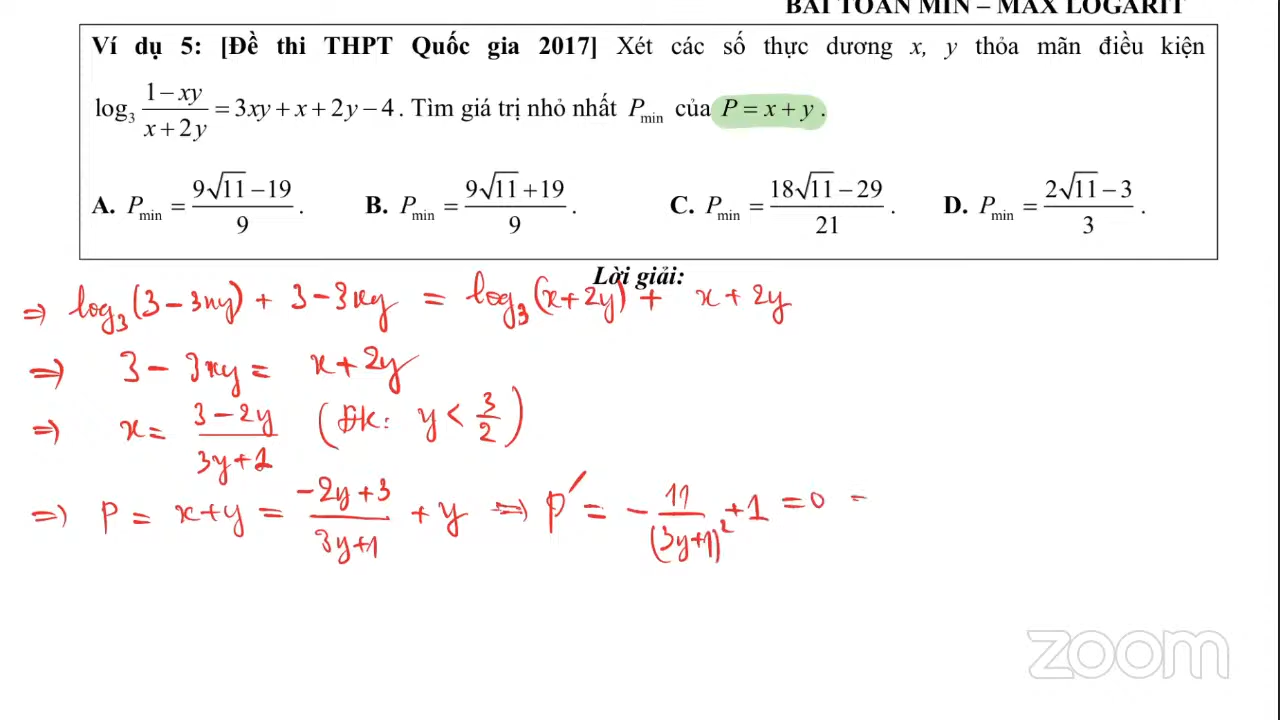 BÀI TOÁN MIN – MAX LOGARIT
Ví dụ 5: [Đề thi THPT Quốc gia 2017] Xét các số thực dương x, y thỏa mãn điều kiện
log₃ (1 − xy)/(x + 2y) = 3xy + x + 2y − 4. Tìm giá trị nhỏ nhất P_min của P = x + y.
A. P_min = (9√11 − 19)/9. B. P_min = (9√11 + 19)/9. C. P_min = (18√11 − 29)/21. D. P_min = (2√11 − 3)/3.
Lời giải:
⇒ log₃(3 − 3xy) + 3 − 3xy = log₃(x + 2y) + x + 2y
⇒ 3 − 3xy = x + 2y
⇒ x = (3 − 2y)/(3y + 1) (ĐK: y < 3/2)
⇒ P = x + y = (−2y + 3)/(3y + 1) + y ⇒ P′ = − 11/(3y + 1)² + 1 = 0 =
zoom